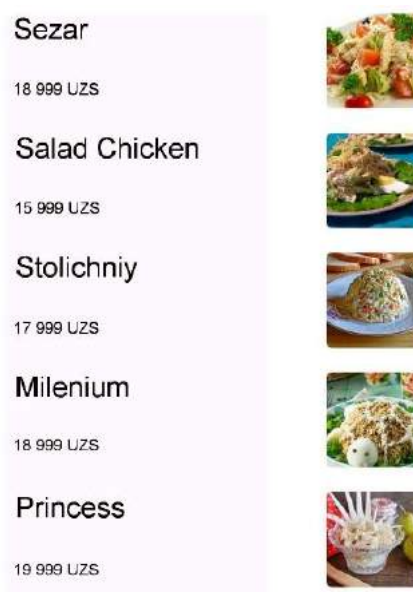 Sezar
18 999 UZS
Salad Chicken
15 999 UZS
Stolichniy
17 999 UZS
Milenium
18 999 UZS
Princess
19 999 UZS